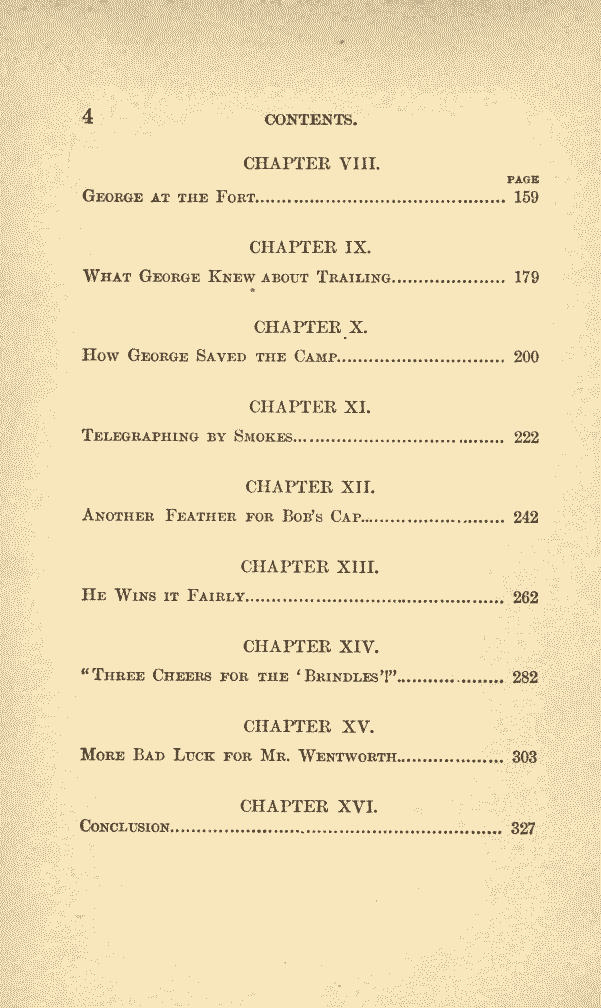 4 CONTENTS.
CHAPTER VIII.
PAGE
George at the Fort................................................ 159
CHAPTER IX.
What George Knew about Trailing..................... 179
CHAPTER X.
How George Saved the Camp............................... 200
CHAPTER XI.
Telegraphing by Smokes....................................... 222
CHAPTER XII.
Another Feather for Bob's Cap.......................... 242
CHAPTER XIII.
He Wins it Fairly................................................ 262
CHAPTER XIV.
“Three Cheers for the ‘Brindles’!”................... 282
CHAPTER XV.
More Bad Luck for Mr. Wentworth................... 303
CHAPTER XVI.
Conclusion............................................................. 327